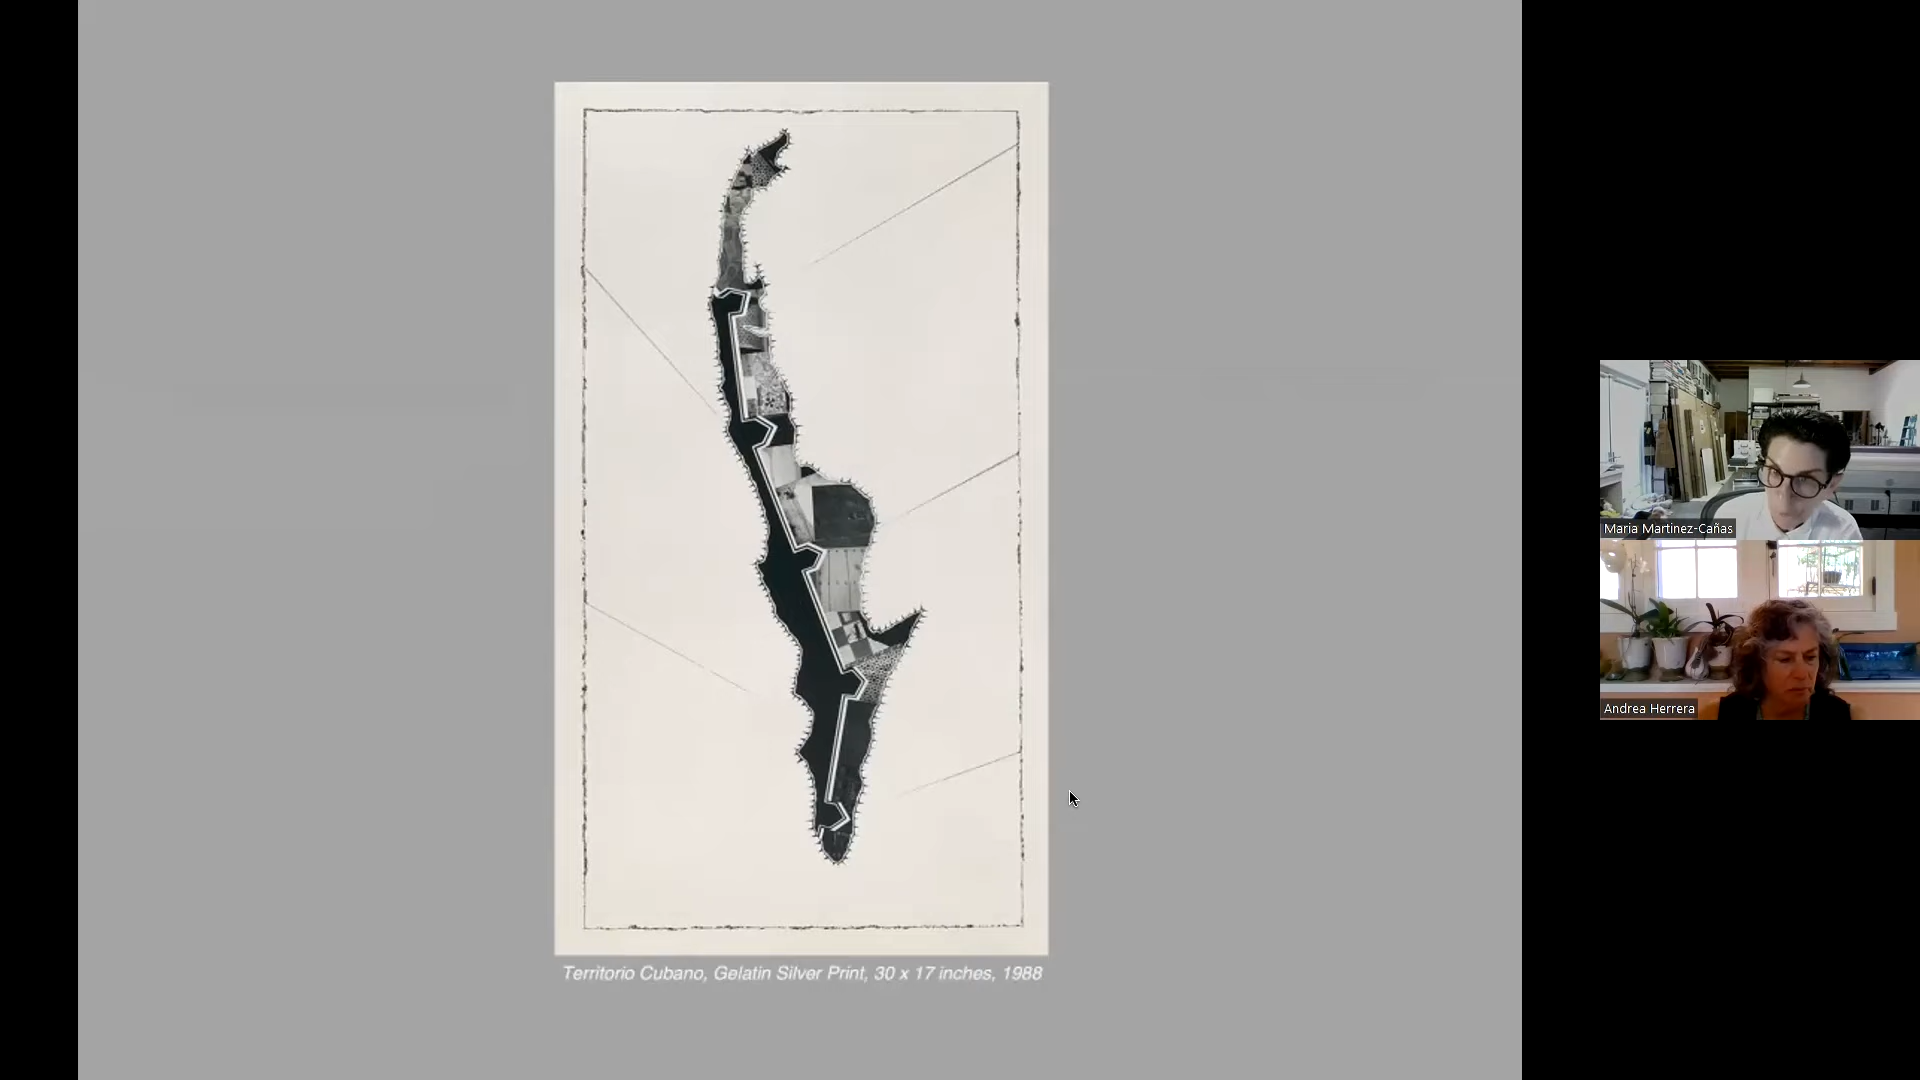 Territorio Cubano, Gelatin Silver Print, 30 x 17 inches, 1988
Maria Martinez-Cañas
Andrea Herrera